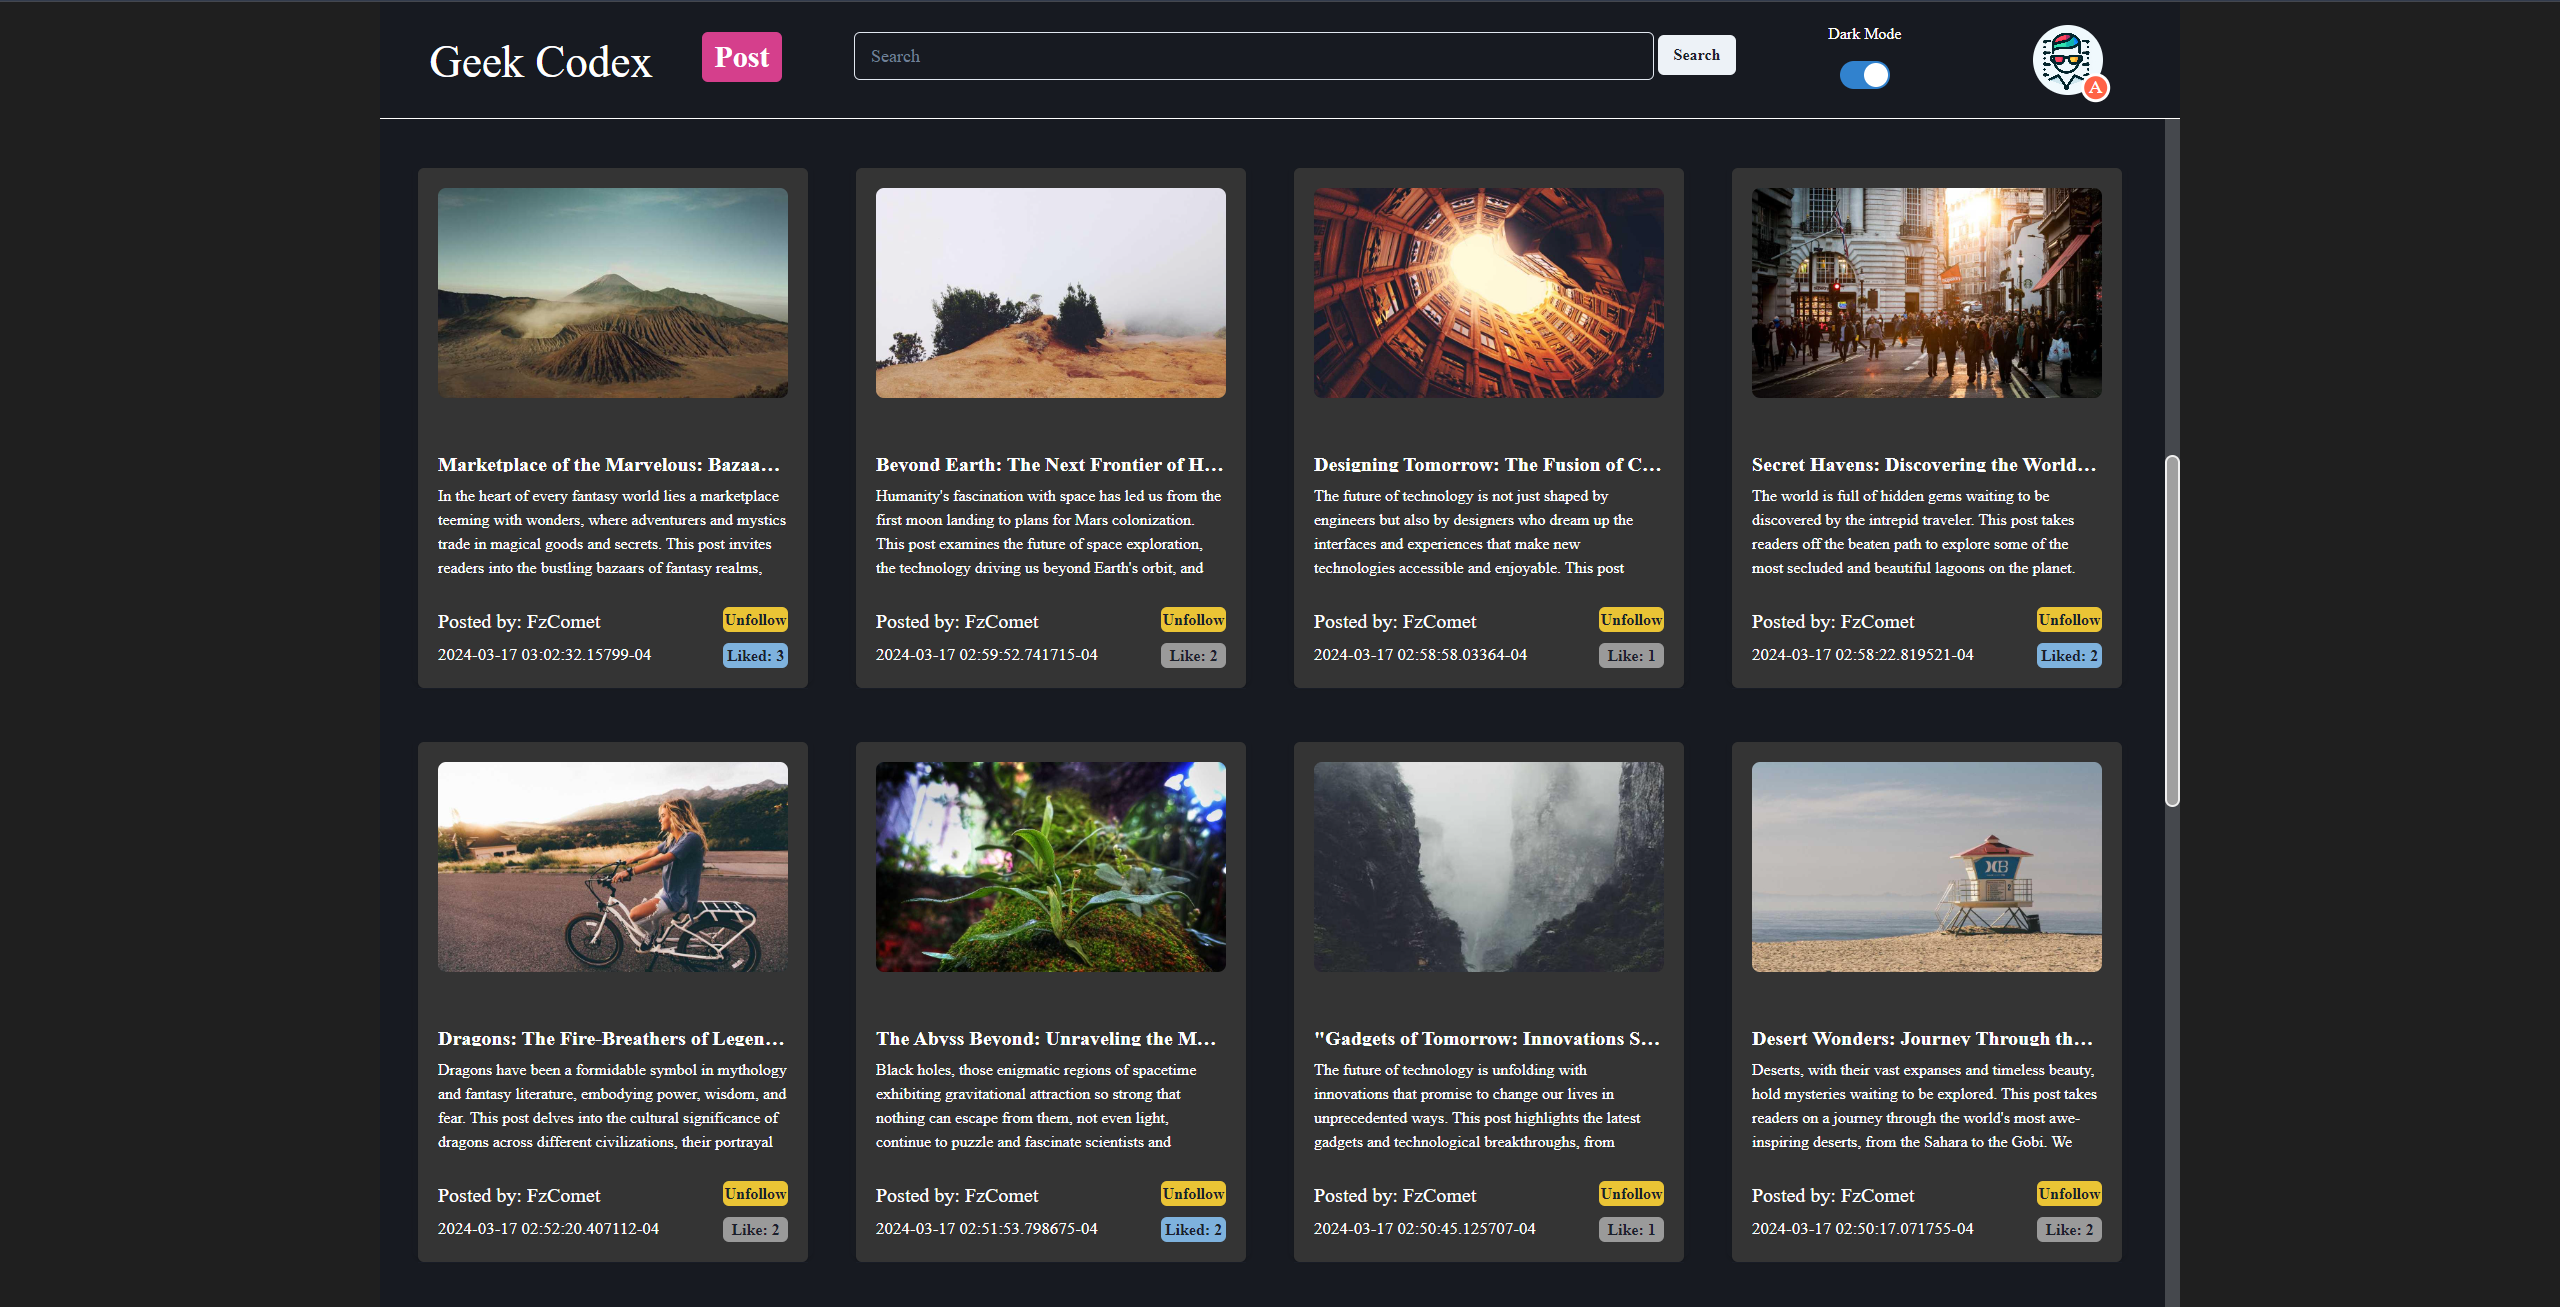 Geek Codex
Post
Search
Search
Dark Mode
A
Marketplace of the Marvelous: Bazaa...
In the heart of every fantasy world lies a marketplace
teeming with wonders, where adventurers and mystics
trade in magical goods and secrets. This post invites
readers into the bustling bazaars of fantasy realms,
Posted by: FzComet
Unfollow
2024-03-17 03:02:32.15799-04
Liked: 3
Beyond Earth: The Next Frontier of H...
Humanity's fascination with space has led us from the
first moon landing to plans for Mars colonization.
This post examines the future of space exploration,
the technology driving us beyond Earth's orbit, and
Posted by: FzComet
Unfollow
2024-03-17 02:59:52.741715-04
Like: 2
Designing Tomorrow: The Fusion of C...
The future of technology is not just shaped by
engineers but also by designers who dream up the
interfaces and experiences that make new
technologies accessible and enjoyable. This post
Posted by: FzComet
Unfollow
2024-03-17 02:58:58.03364-04
Like: 1
Secret Havens: Discovering the World...
The world is full of hidden gems waiting to be
discovered by the intrepid traveler. This post takes
readers off the beaten path to explore some of the
most secluded and beautiful lagoons on the planet.
Posted by: FzComet
Unfollow
2024-03-17 02:58:22.819521-04
Liked: 2
Dragons: The Fire-Breathers of Legen...
Dragons have been a formidable symbol in mythology
and fantasy literature, embodying power, wisdom, and
fear. This post delves into the cultural significance of
dragons across different civilizations, their portrayal
Posted by: FzComet
Unfollow
2024-03-17 02:52:20.407112-04
Like: 2
The Abyss Beyond: Unraveling the M...
Black holes, those enigmatic regions of spacetime
exhibiting gravitational attraction so strong that
nothing can escape from them, not even light,
continue to puzzle and fascinate scientists and
Posted by: FzComet
Unfollow
2024-03-17 02:51:53.798675-04
Liked: 2
"Gadgets of Tomorrow: Innovations S...
The future of technology is unfolding with
innovations that promise to change our lives in
unprecedented ways. This post highlights the latest
gadgets and technological breakthroughs, from
Posted by: FzComet
Unfollow
2024-03-17 02:50:45.125707-04
Like: 1
Desert Wonders: Journey Through th...
Deserts, with their vast expanses and timeless beauty,
hold mysteries waiting to be explored. This post takes
readers on a journey through the world's most awe-
inspiring deserts, from the Sahara to the Gobi. We
Posted by: FzComet
Unfollow
2024-03-17 02:50:17.071755-04
Like: 2